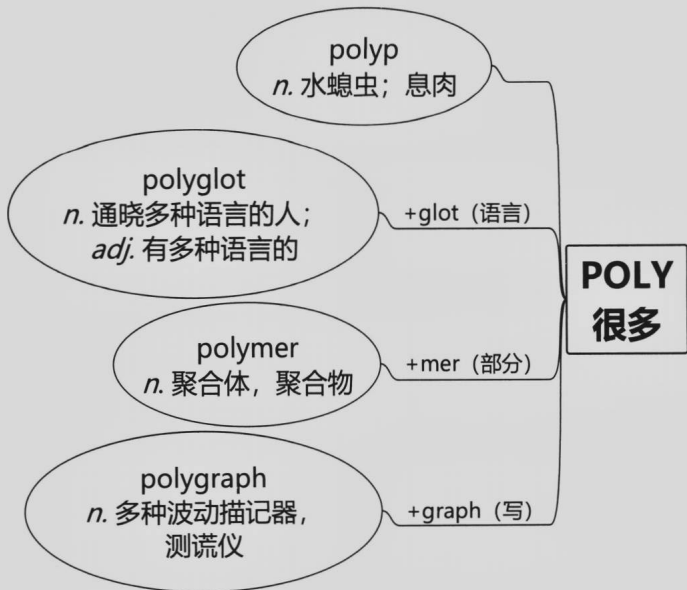 polyp
n. 水螅虫；息肉
polyglot
n. 通晓多种语言的人；
adj. 有多种语言的
+glot（语言）
POLY
很多
polymer
n. 聚合体，聚合物
+mer（部分）
polygraph
n. 多种波动描记器，
测谎仪
+graph（写）